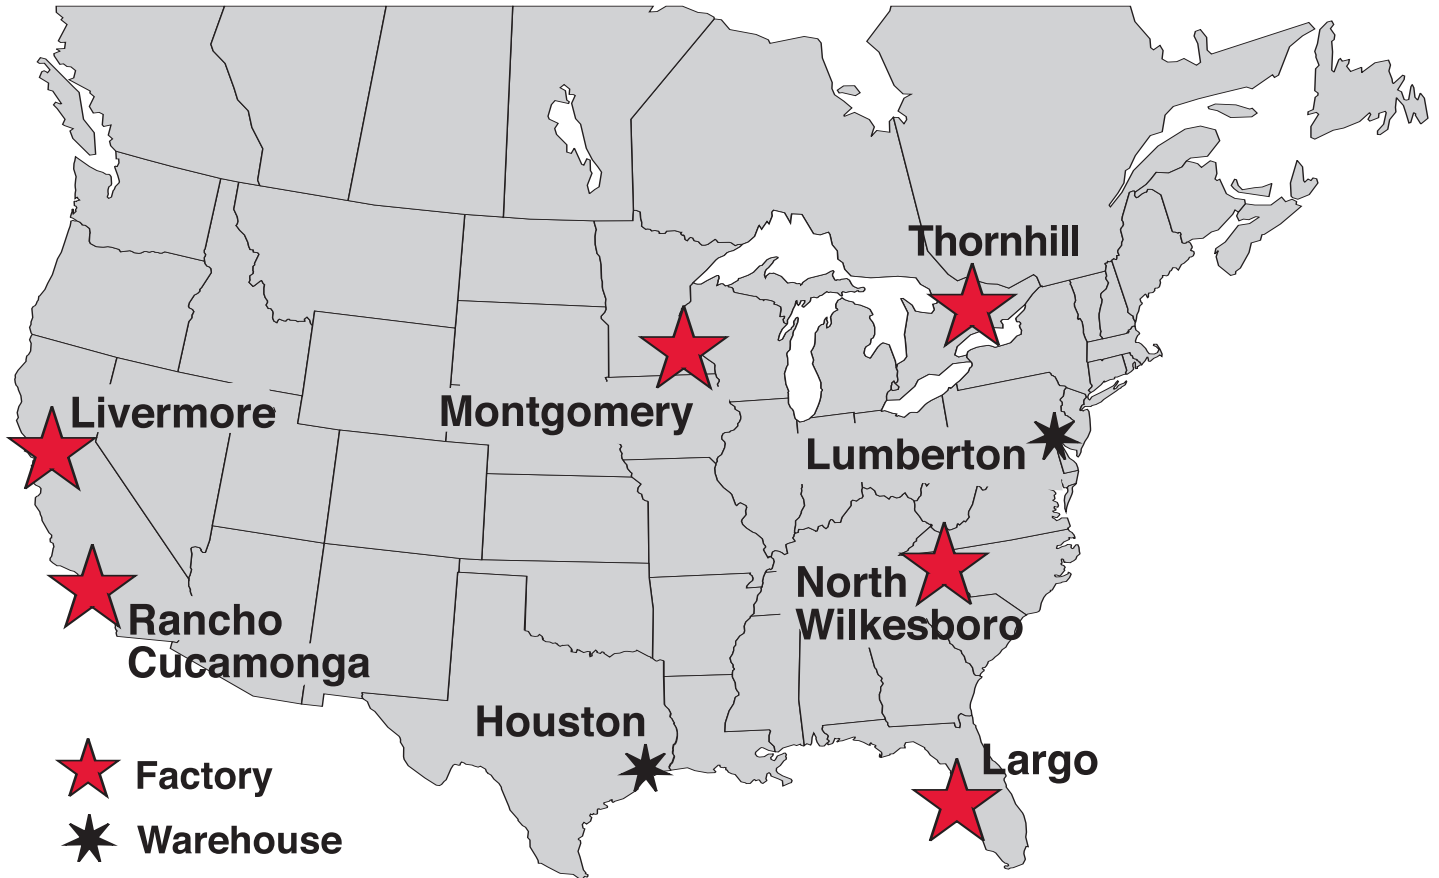 Thornhill
Livermore
Montgomery
Lumberton
North
Wilkesboro
Rancho
Cucamonga
Houston
Largo
Factory
Warehouse